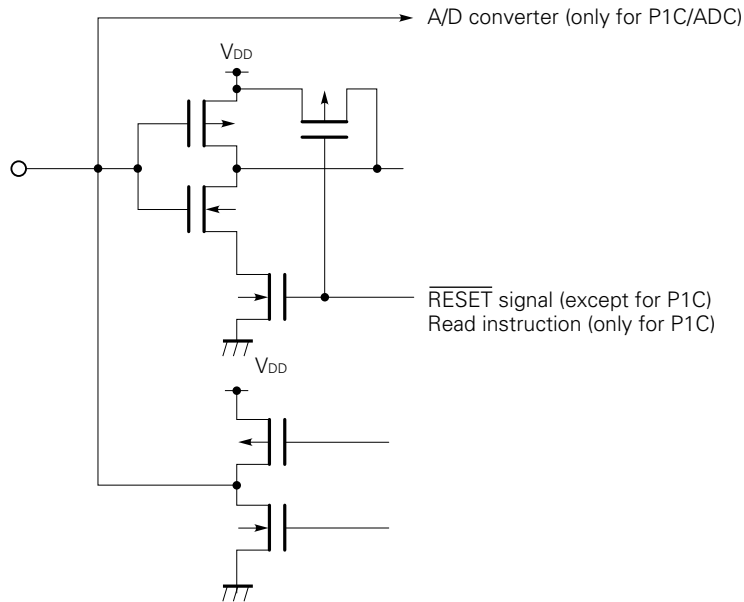 A/D converter (only for P1C/ADC)
VDD
RESET signal (except for P1C)
Read instruction (only for P1C)
VDD